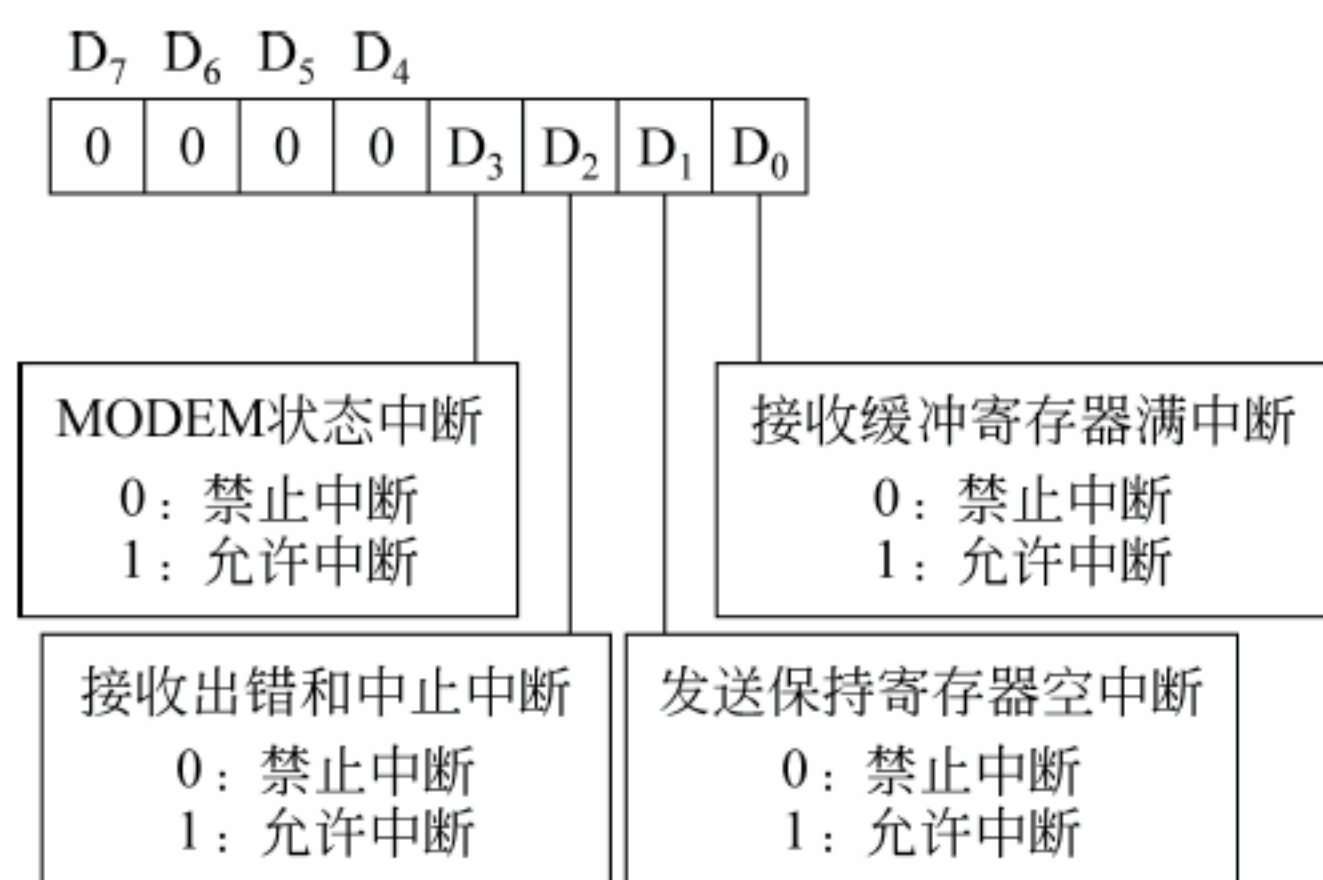 D₇ D₆ D₅ D₄
0 0 0 0 D₃ D₂ D₁ D₀
MODEM状态中断
0：禁止中断
1：允许中断
接收缓冲寄存器满中断
0：禁止中断
1：允许中断
接收出错和中止中断
0：禁止中断
1：允许中断
发送保持寄存器空中断
0：禁止中断
1：允许中断